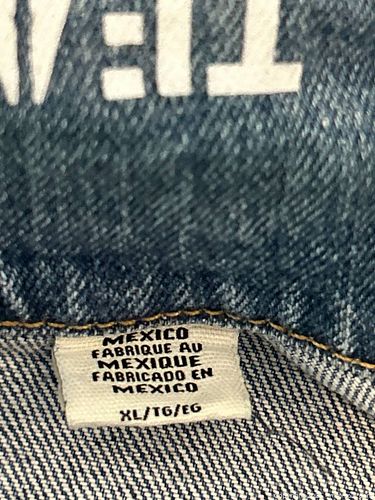 MEXICO
FABRIQUE AU
MEXIQUE
FABRICADO EN
MEXICO
XL/TG/EG